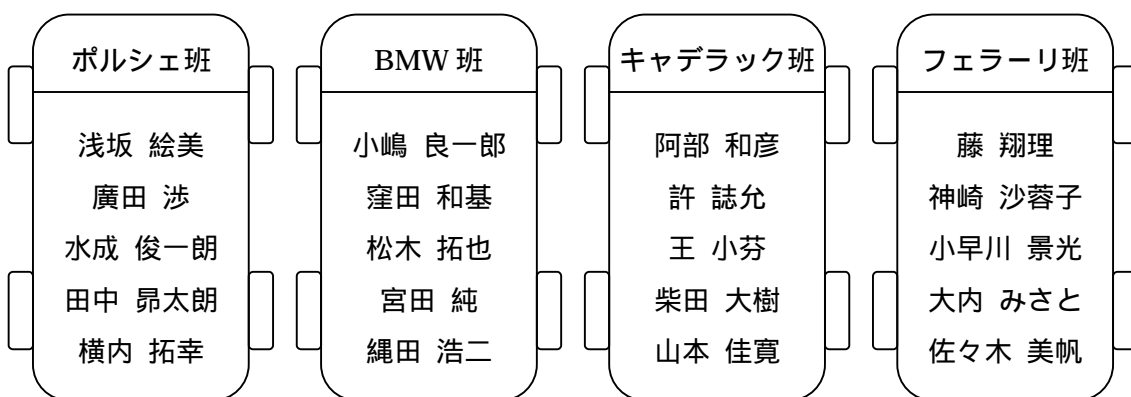 ポルシェ班
浅坂 絵美
廣田 渉
水成 俊一朗
田中 昴太朗
横内 拓幸
BMW 班
小嶋 良一郎
窪田 和基
松木 拓也
宮田 純
縄田 浩二
キャデラック班
阿部 和彦
許 誌允
王 小芬
柴田 大樹
山本 佳寛
フェラーリ班
藤 翔理
神崎 沙蓉子
小早川 景光
大内 みさと
佐々木 美帆